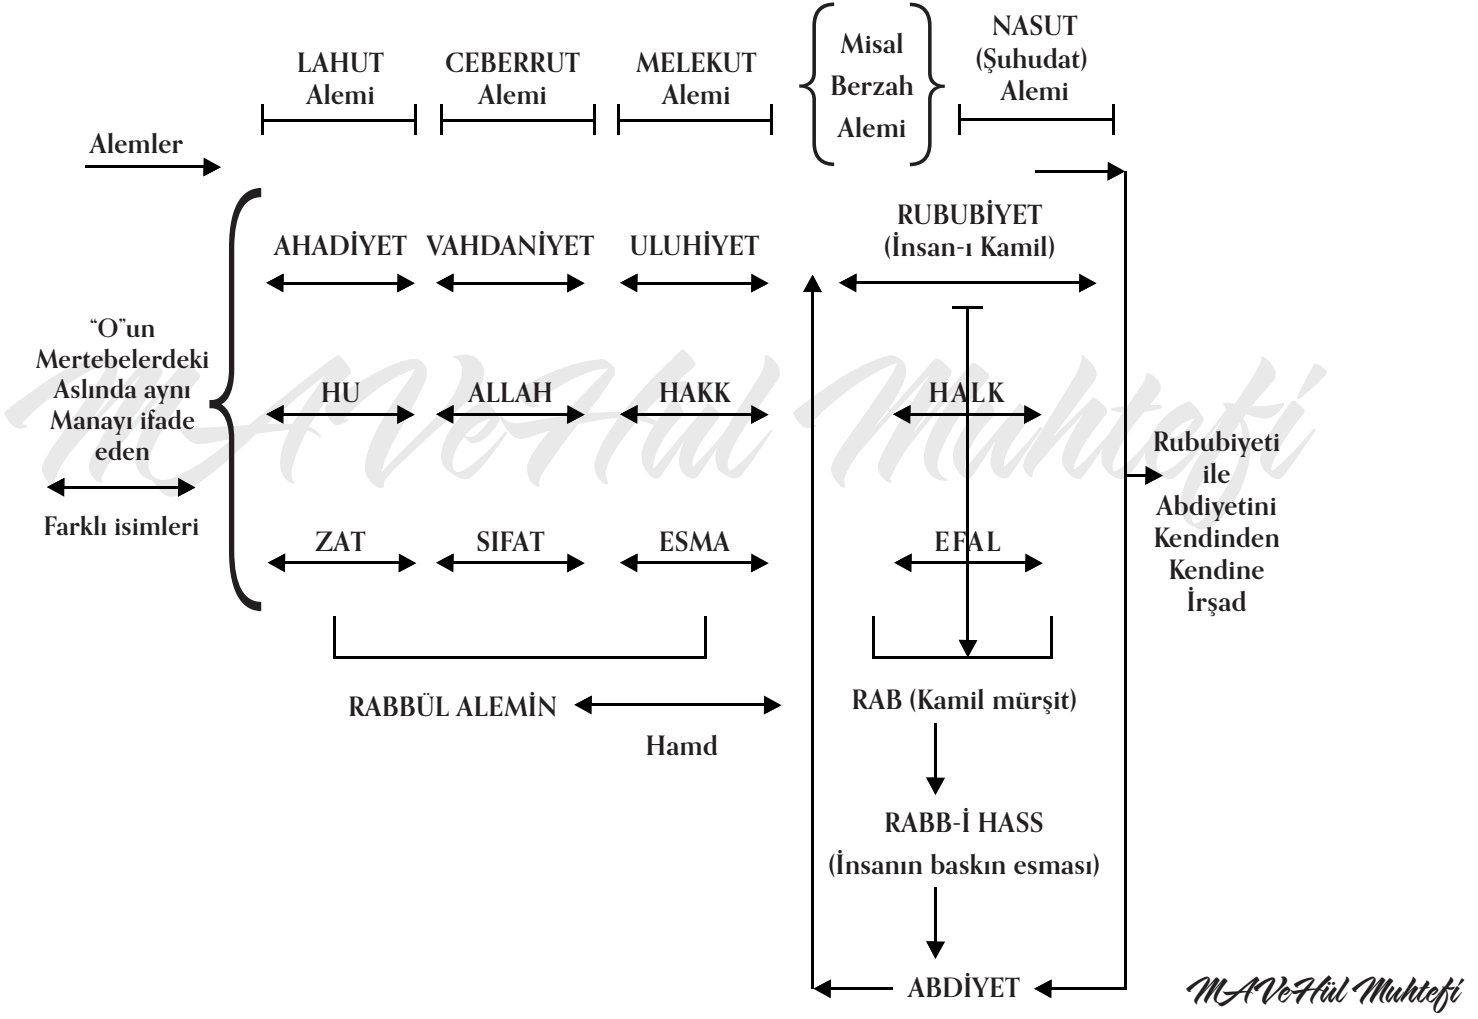 LAHUT
Alemi
CEBERRUT
Alemi
MELEKUT
Alemi
Misal
Berzah
Alemi
NASUT
(Şuhudat)
Alemi
Alemler
AHADİYET
VAHDANİYET
ULUHİYET
RUBUBİYET
(İnsan-ı Kamil)
“O”un
Mertebelerdeki
Aslında aynı
Manayı ifade
eden
Farklı isimleri
HU
ALLAH
HAKK
HALK
ZAT
SIFAT
ESMA
EFAL
Rububiyeti
ile
Abdiyetini
Kendinden
Kendine
İrşad
RABBÜL ALEMİN
Hamd
RAB (Kamil mürşit)
RABB-İ HASS
(İnsanın baskın esması)
ABDİYET
MAVeHül Muhtefi
MAVeHül Muhtefi